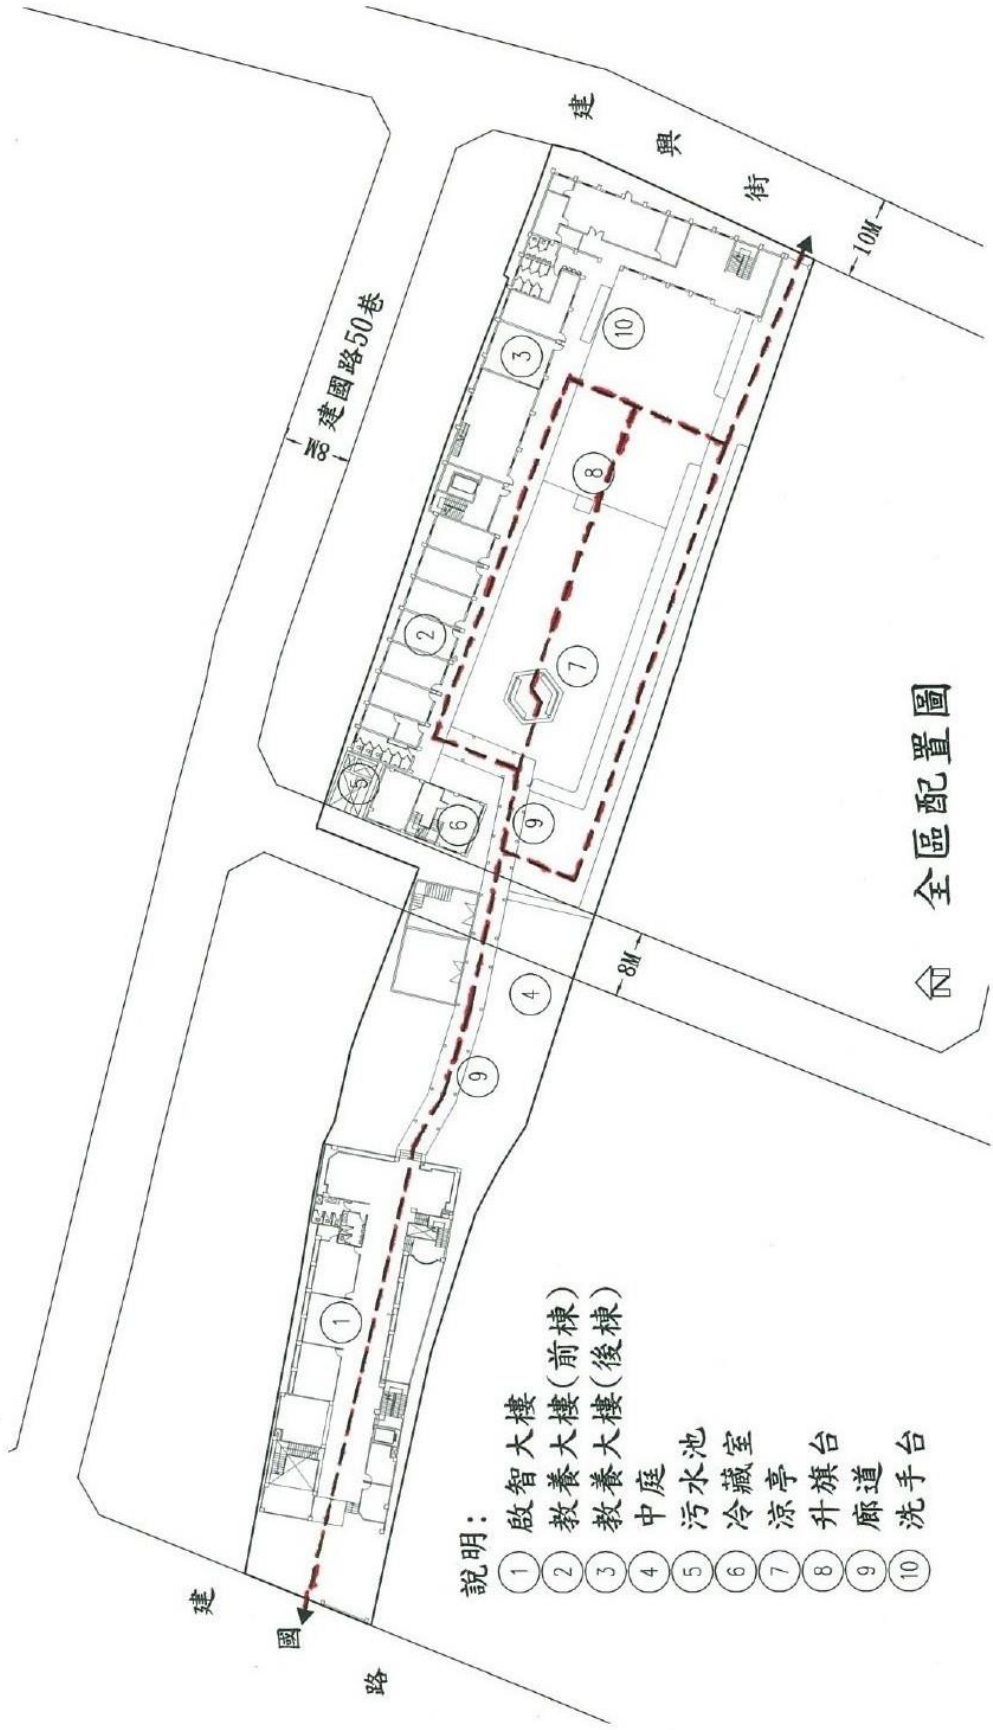 全區配置圖
N
建國路
建國路50巷
8M
建興街
10M
8M
1
2
3
4
5
6
7
8
9
9
10
說明：
① 啟智大樓
② 教養大樓(前棟)
③ 教養大樓(後棟)
④ 中庭
⑤ 污水池
⑥ 冷藏室
⑦ 涼亭
⑧ 升旗台
⑨ 廊道
⑩ 洗手台